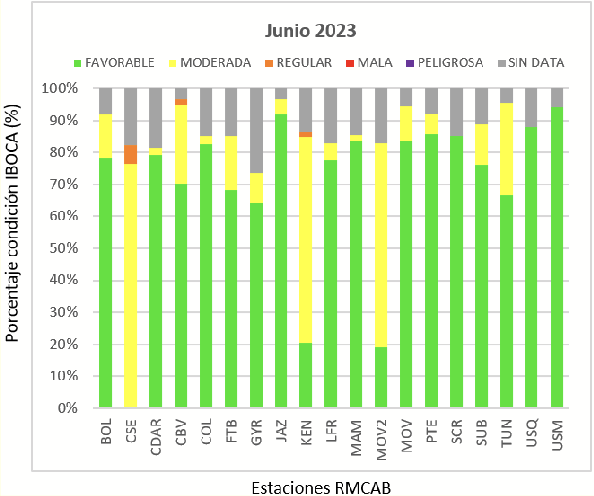 Junio 2023
FAVORABLE MODERADA REGULAR MALA PELIGROSA SIN DATA
100%
90%
80%
70%
60%
50%
40%
30%
20%
10%
0%
Porcentaje condición IBOCA (%)
BOL CSE CDAR CBV COL FTB GYR JAZ KEN LFR MAM MOV2 MOV PTE SCR SUB TUN USQ USM
Estaciones RMCAB